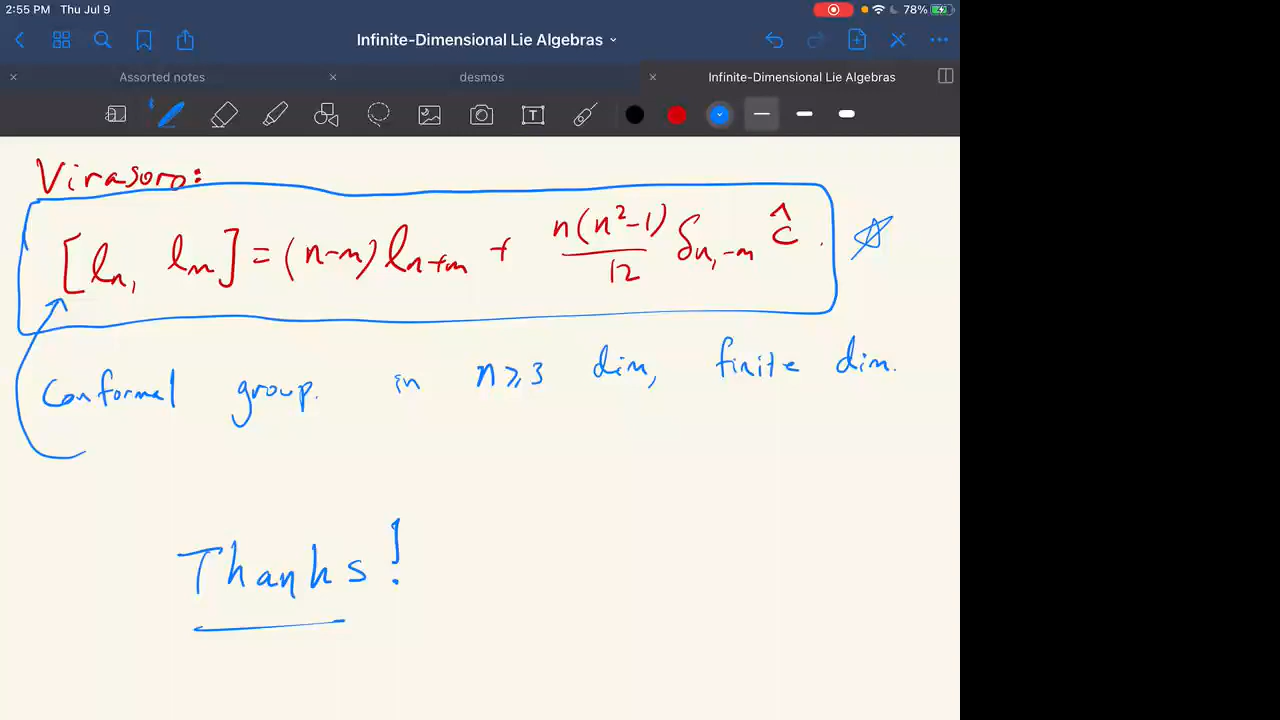 2:55 PM Thu Jul 9 78%
Infinite-Dimensional Lie Algebras
Assorted notes desmos Infinite-Dimensional Lie Algebras
Virasoro:
[lₙ, lₘ] = (n-m) lₙ₊ₘ + n(n²-1)/12 δₙ,₋ₘ ĉ.
Conformal group. in n ⩾ 3 dim, finite dim.
Thanks!